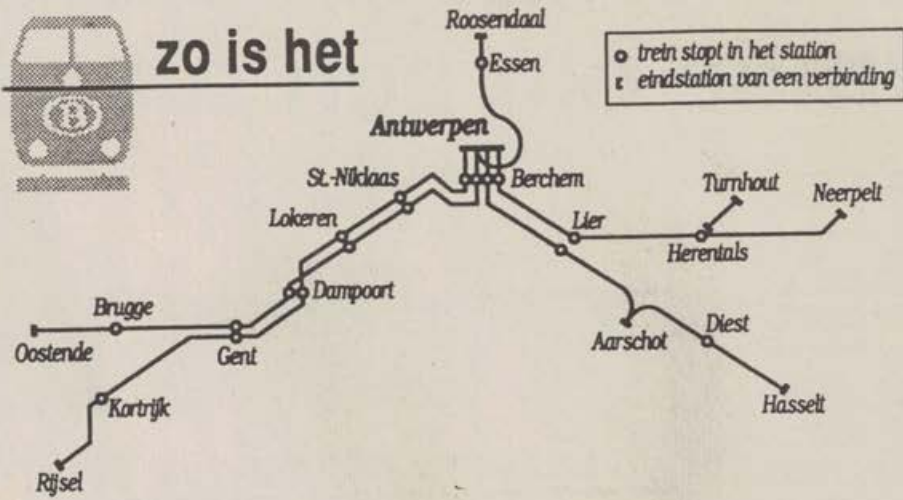 zo is het
B
Roosendaal
Essen
trein stopt in het station
eindstation van een verbinding
Antwerpen
St.-Niklaas
Berchem
Turnhout
Neerpelt
Lokeren
Lier
Herentals
Dampoort
Brugge
Oostende
Gent
Aarschot
Diest
Kortrijk
Hasselt
Rijsel